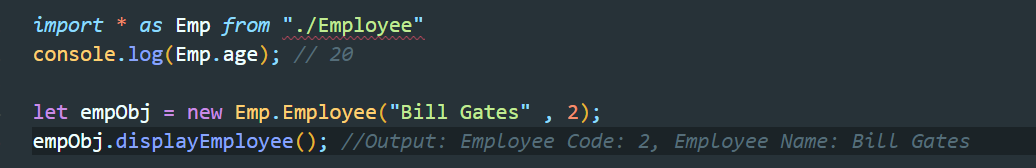 import * as Emp from "./Employee"
console.log(Emp.age); // 20
let empObj = new Emp.Employee("Bill Gates" , 2);
empObj.displayEmployee(); //Output: Employee Code: 2, Employee Name: Bill Gates